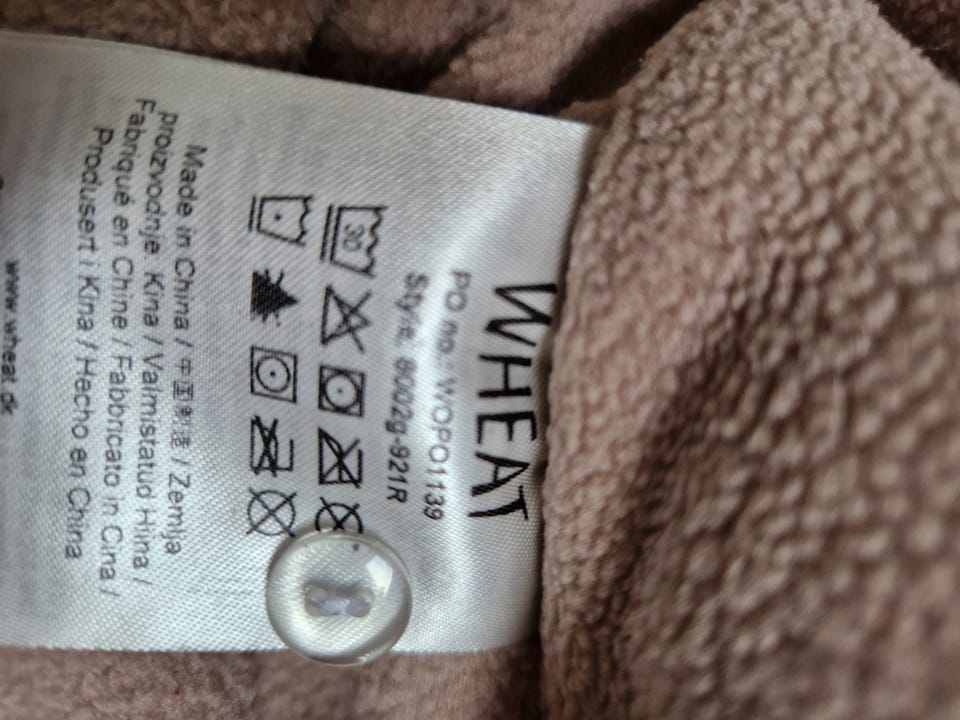 WHEAT
PO no.: WOPO1139
Style: 8002g-921R
30
Made in China / 中国制造 / Zemlja
proizvodnje: Kina / Valmistatud Hiina /
Fabriqué en Chine / Fabbricato in Cina /
Produsert i Kina / Hecho en China
www.wheat.dk